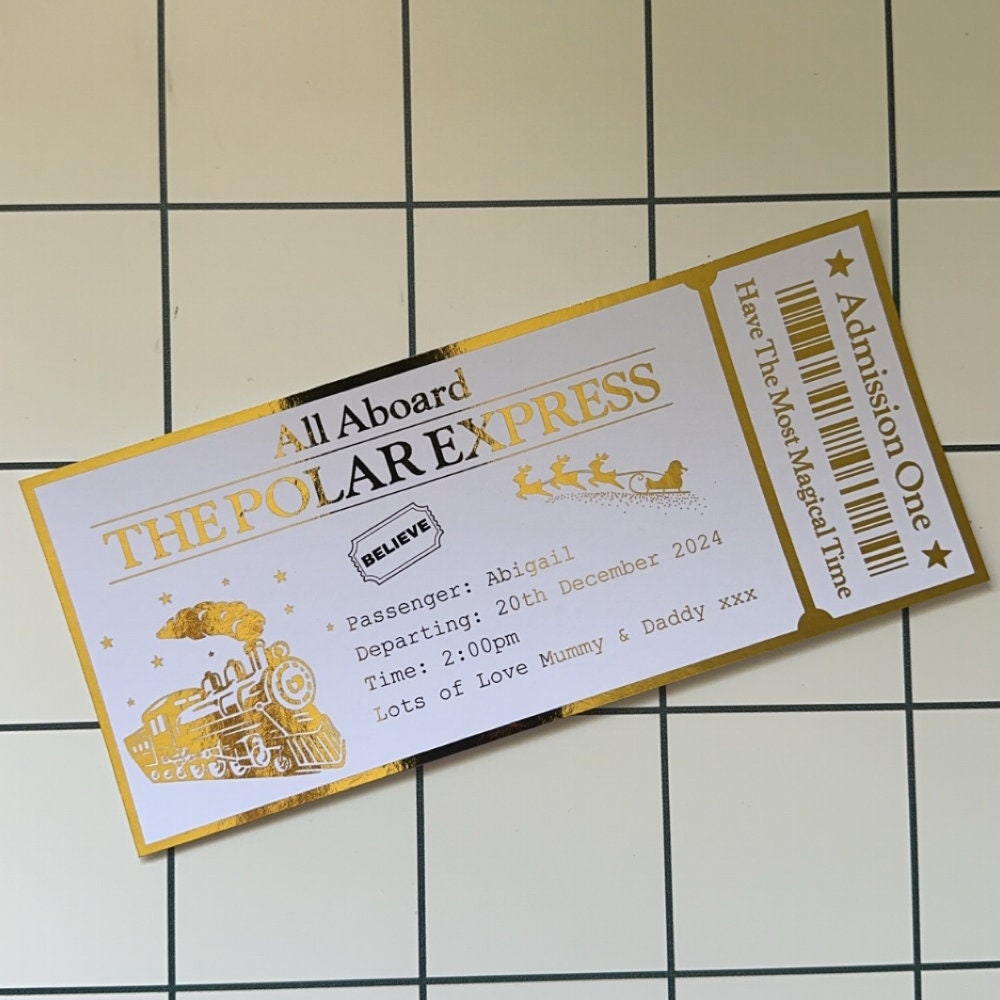 All Aboard
THE POLAR EXPRESS
BELIEVE
Passenger: Abigail
Departing: 20th December 2024
Time: 2:00pm
Lots of Love Mummy & Daddy xxx
Admission One
Have The Most Magical Time